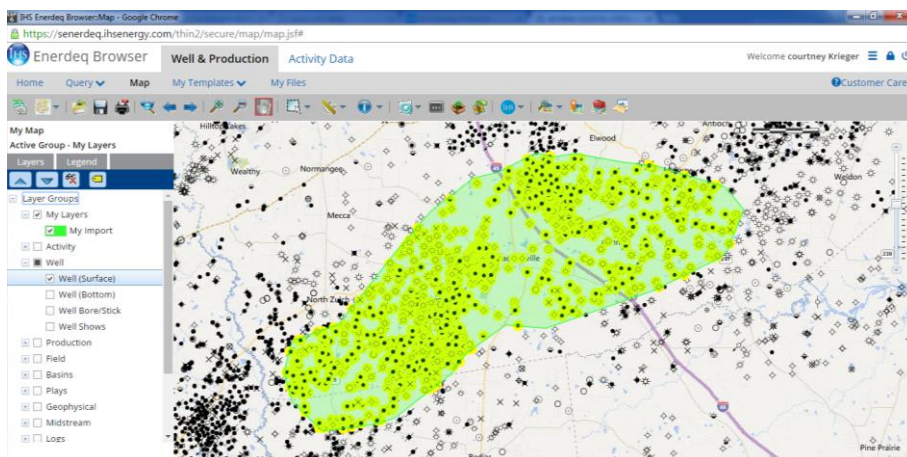 IHS Enerdeq Browser:Map - Google Chrome
https://senerdeq.ihsenergy.com/thin2/secure/map/map.jsf#
IHS Enerdeq Browser
Well & Production
Activity Data
Welcome courtney Krieger
Home
Query
Map
My Templates
My Files
Customer Care
My Map
Active Group - My Layers
Layers
Legend
Layer Groups
My Layers
My Import
Activity
Well
Well (Surface)
Well (Bottom)
Well Bore/Stick
Well Shows
Production
Field
Basins
Plays
Geophysical
Midstream
Logs
Elwood
Wealthy
Normangee
Weldon
Mecca
North Zulch
Pine Prairie